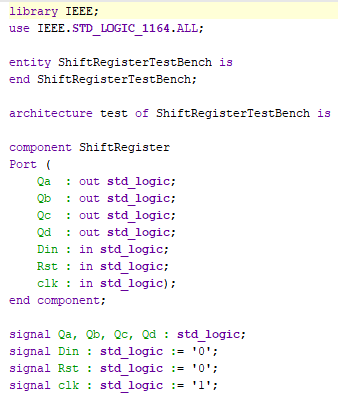 library IEEE;
use IEEE.STD_LOGIC_1164.ALL;
entity ShiftRegisterTestBench is
end ShiftRegisterTestBench;
architecture test of ShiftRegisterTestBench is
component ShiftRegister
Port (
Qa : out std_logic;
Qb : out std_logic;
Qc : out std_logic;
Qd : out std_logic;
Din : in std_logic;
Rst : in std_logic;
clk : in std_logic);
end component;
signal Qa, Qb, Qc, Qd : std_logic;
signal Din : std_logic := '0';
signal Rst : std_logic := '0';
signal clk : std_logic := '1';